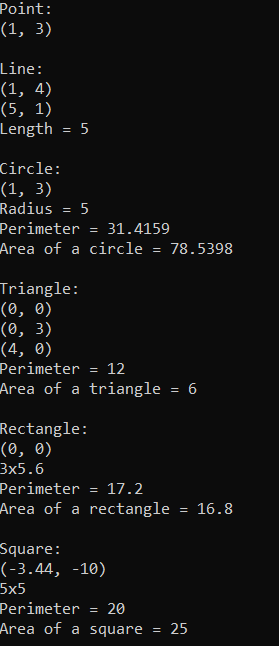 Point:
(1, 3)
Line:
(1, 4)
(5, 1)
Length = 5
Circle:
(1, 3)
Radius = 5
Perimeter = 31.4159
Area of a circle = 78.5398
Triangle:
(0, 0)
(0, 3)
(4, 0)
Perimeter = 12
Area of a triangle = 6
Rectangle:
(0, 0)
3x5.6
Perimeter = 17.2
Area of a rectangle = 16.8
Square:
(-3.44, -10)
5x5
Perimeter = 20
Area of a square = 25